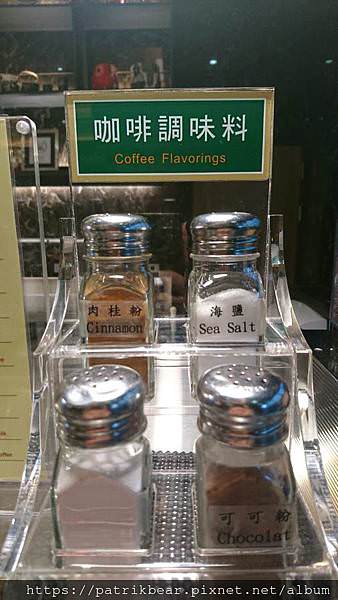 咖啡調味料
Coffee Flavorings
肉桂粉
Cinnamon
海鹽
Sea Salt
可可粉
Chocolat
https://patrikbear.pixnet.net/album